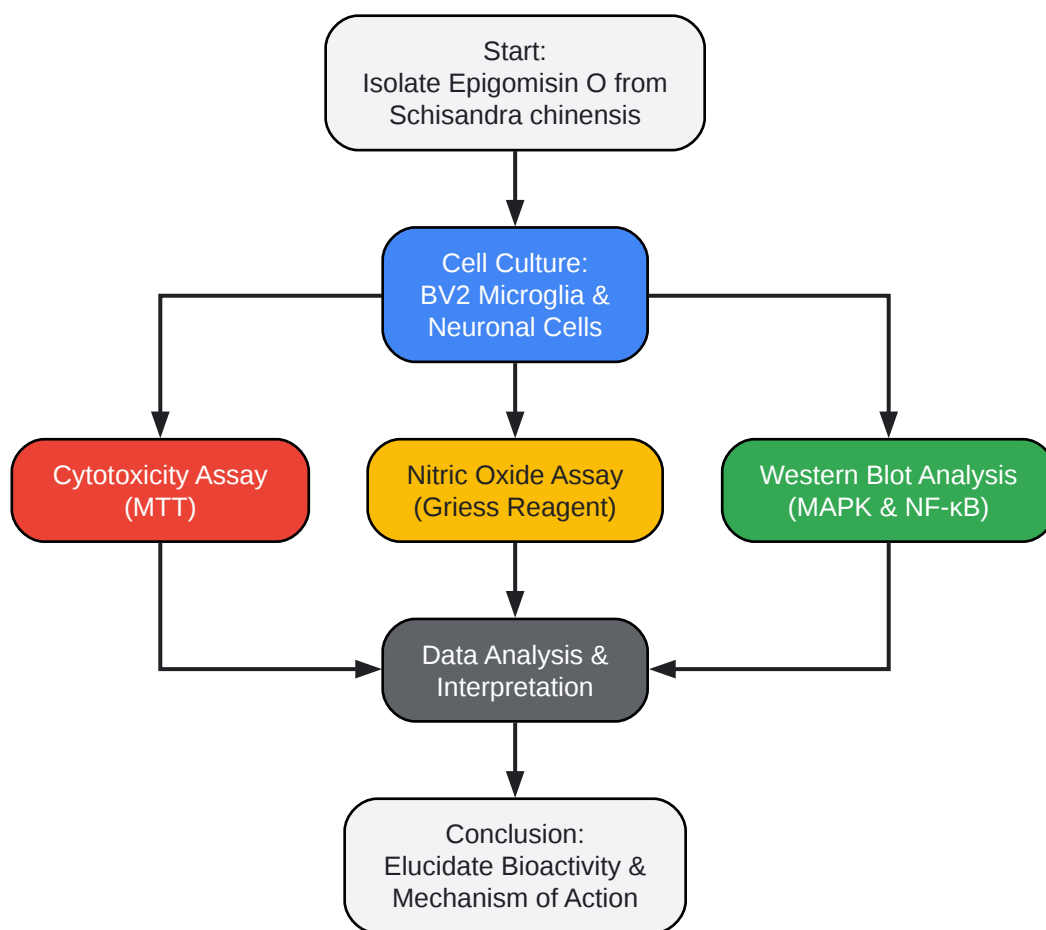 Start:
Isolate Epigomisin O from
Schisandra chinensis
Cell Culture:
BV2 Microglia &
Neuronal Cells
Cytotoxicity Assay
(MTT)
Nitric Oxide Assay
(Griess Reagent)
Western Blot Analysis
(MAPK & NF-κB)
Data Analysis &
Interpretation
Conclusion:
Elucidate Bioactivity &
Mechanism of Action